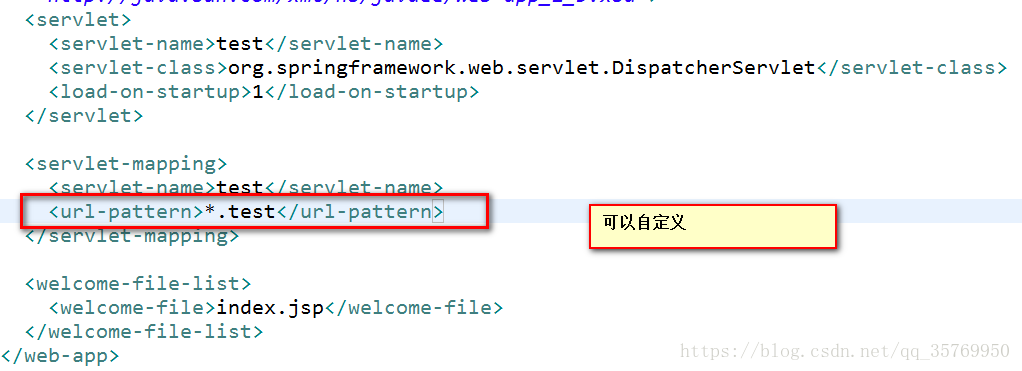 <servlet>
<servlet-name>test</servlet-name>
<servlet-class>org.springframework.web.servlet.DispatcherServlet</servlet-class>
<load-on-startup>1</load-on-startup>
</servlet>
<servlet-mapping>
<servlet-name>test</servlet-name>
<url-pattern>*.test</url-pattern>
可以自定义
</servlet-mapping>
<welcome-file-list>
<welcome-file>index.jsp</welcome-file>
</welcome-file-list>
</web-app>
https://blog.csdn.net/qq_35769950